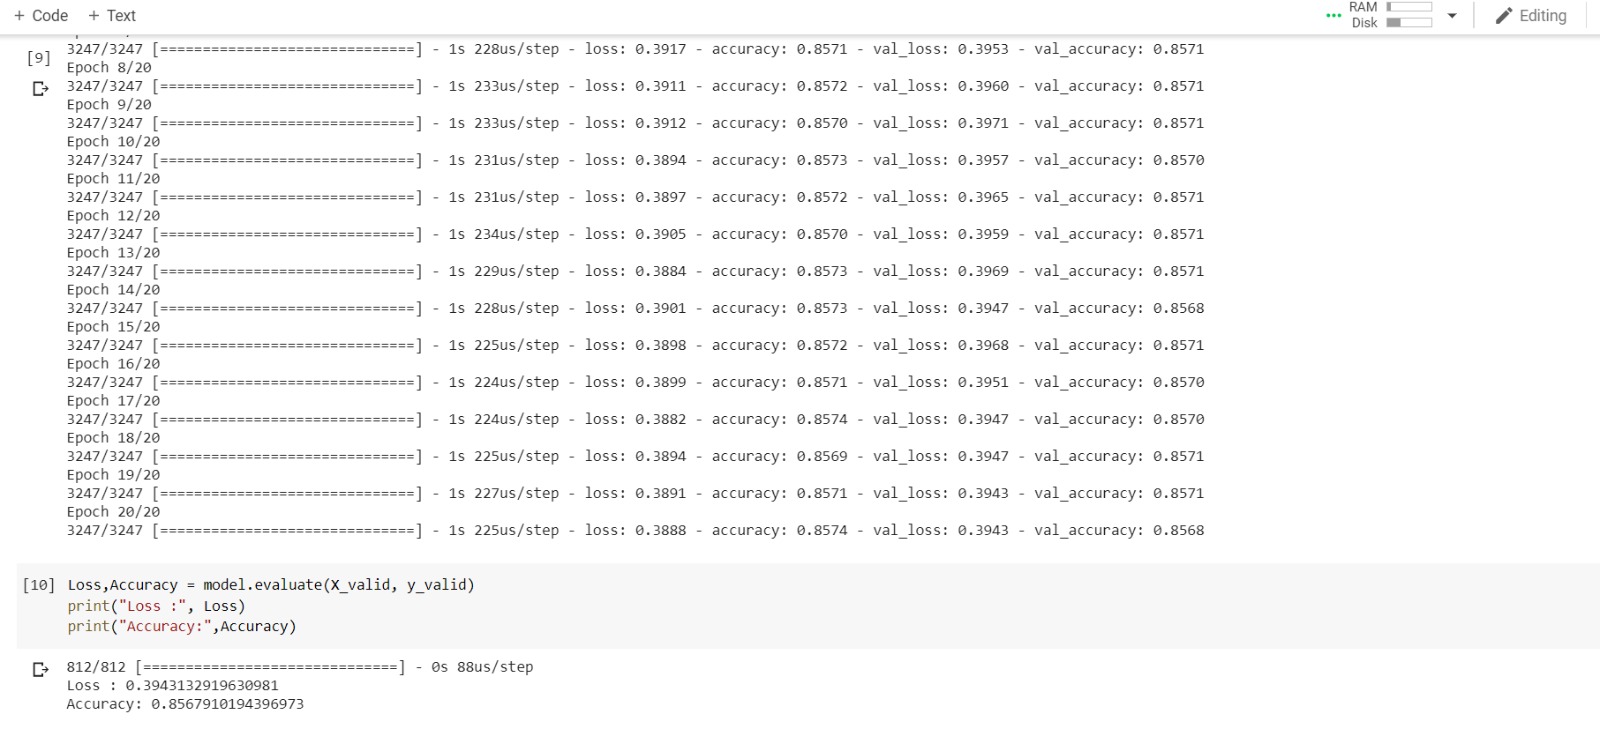 + Code + Text RAM Disk Editing
[9] 3247/3247 [==============================] - 1s 228us/step - loss: 0.3917 - accuracy: 0.8571 - val_loss: 0.3953 - val_accuracy: 0.8571
Epoch 8/20
3247/3247 [==============================] - 1s 233us/step - loss: 0.3911 - accuracy: 0.8572 - val_loss: 0.3960 - val_accuracy: 0.8571
Epoch 9/20
3247/3247 [==============================] - 1s 233us/step - loss: 0.3912 - accuracy: 0.8570 - val_loss: 0.3971 - val_accuracy: 0.8571
Epoch 10/20
3247/3247 [==============================] - 1s 231us/step - loss: 0.3894 - accuracy: 0.8573 - val_loss: 0.3957 - val_accuracy: 0.8570
Epoch 11/20
3247/3247 [==============================] - 1s 231us/step - loss: 0.3897 - accuracy: 0.8572 - val_loss: 0.3965 - val_accuracy: 0.8571
Epoch 12/20
3247/3247 [==============================] - 1s 234us/step - loss: 0.3905 - accuracy: 0.8570 - val_loss: 0.3959 - val_accuracy: 0.8571
Epoch 13/20
3247/3247 [==============================] - 1s 229us/step - loss: 0.3884 - accuracy: 0.8573 - val_loss: 0.3969 - val_accuracy: 0.8571
Epoch 14/20
3247/3247 [==============================] - 1s 228us/step - loss: 0.3901 - accuracy: 0.8573 - val_loss: 0.3947 - val_accuracy: 0.8568
Epoch 15/20
3247/3247 [==============================] - 1s 225us/step - loss: 0.3898 - accuracy: 0.8572 - val_loss: 0.3968 - val_accuracy: 0.8571
Epoch 16/20
3247/3247 [==============================] - 1s 224us/step - loss: 0.3899 - accuracy: 0.8571 - val_loss: 0.3951 - val_accuracy: 0.8570
Epoch 17/20
3247/3247 [==============================] - 1s 224us/step - loss: 0.3882 - accuracy: 0.8574 - val_loss: 0.3947 - val_accuracy: 0.8570
Epoch 18/20
3247/3247 [==============================] - 1s 225us/step - loss: 0.3894 - accuracy: 0.8569 - val_loss: 0.3947 - val_accuracy: 0.8571
Epoch 19/20
3247/3247 [==============================] - 1s 227us/step - loss: 0.3891 - accuracy: 0.8571 - val_loss: 0.3943 - val_accuracy: 0.8571
Epoch 20/20
3247/3247 [==============================] - 1s 225us/step - loss: 0.3888 - accuracy: 0.8574 - val_loss: 0.3943 - val_accuracy: 0.8568
[10] Loss,Accuracy = model.evaluate(X_valid, y_valid)
print("Loss :", Loss)
print("Accuracy:",Accuracy)
812/812 [==============================] - 0s 88us/step
Loss : 0.3943132919630981
Accuracy: 0.8567910194396973